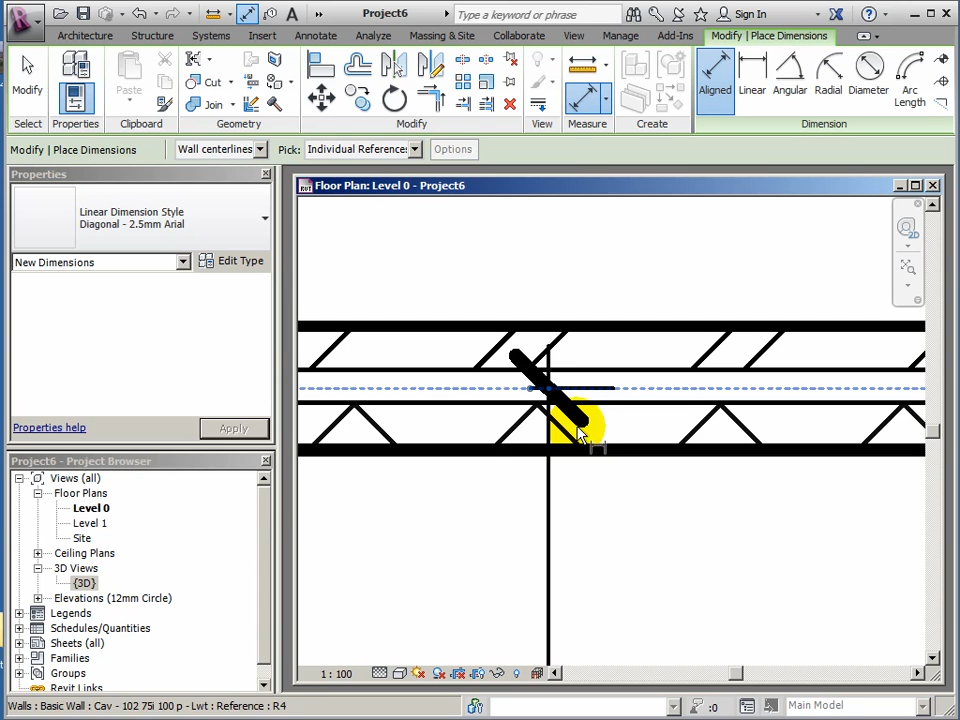 Project6
Type a keyword or phrase
Sign In
Architecture Structure Systems Insert Annotate Analyze Massing & Site Collaborate View Manage Add-Ins Modify | Place Dimensions
Modify Paste Cut Join Aligned Linear Angular Radial Diameter Arc Length
Select Properties Clipboard Geometry Modify View Measure Create Dimension
Modify | Place Dimensions Wall centerlines Pick: Individual Reference: Options
Properties
Floor Plan: Level 0 - Project6
Linear Dimension Style
Diagonal - 2.5mm Arial
New Dimensions Edit Type
2D
Properties help Apply
Project6 - Project Browser
Views (all)
Floor Plans
Level 0
Level 1
Site
Ceiling Plans
3D Views
{3D}
Elevations (12mm Circle)
Legends
Schedules/Quantities
Sheets (all)
Families
Groups
Revit Links
1 : 100
Walls : Basic Wall : Cav - 102 75i 100 p - Lwt : Reference : R4
:0
Main Model